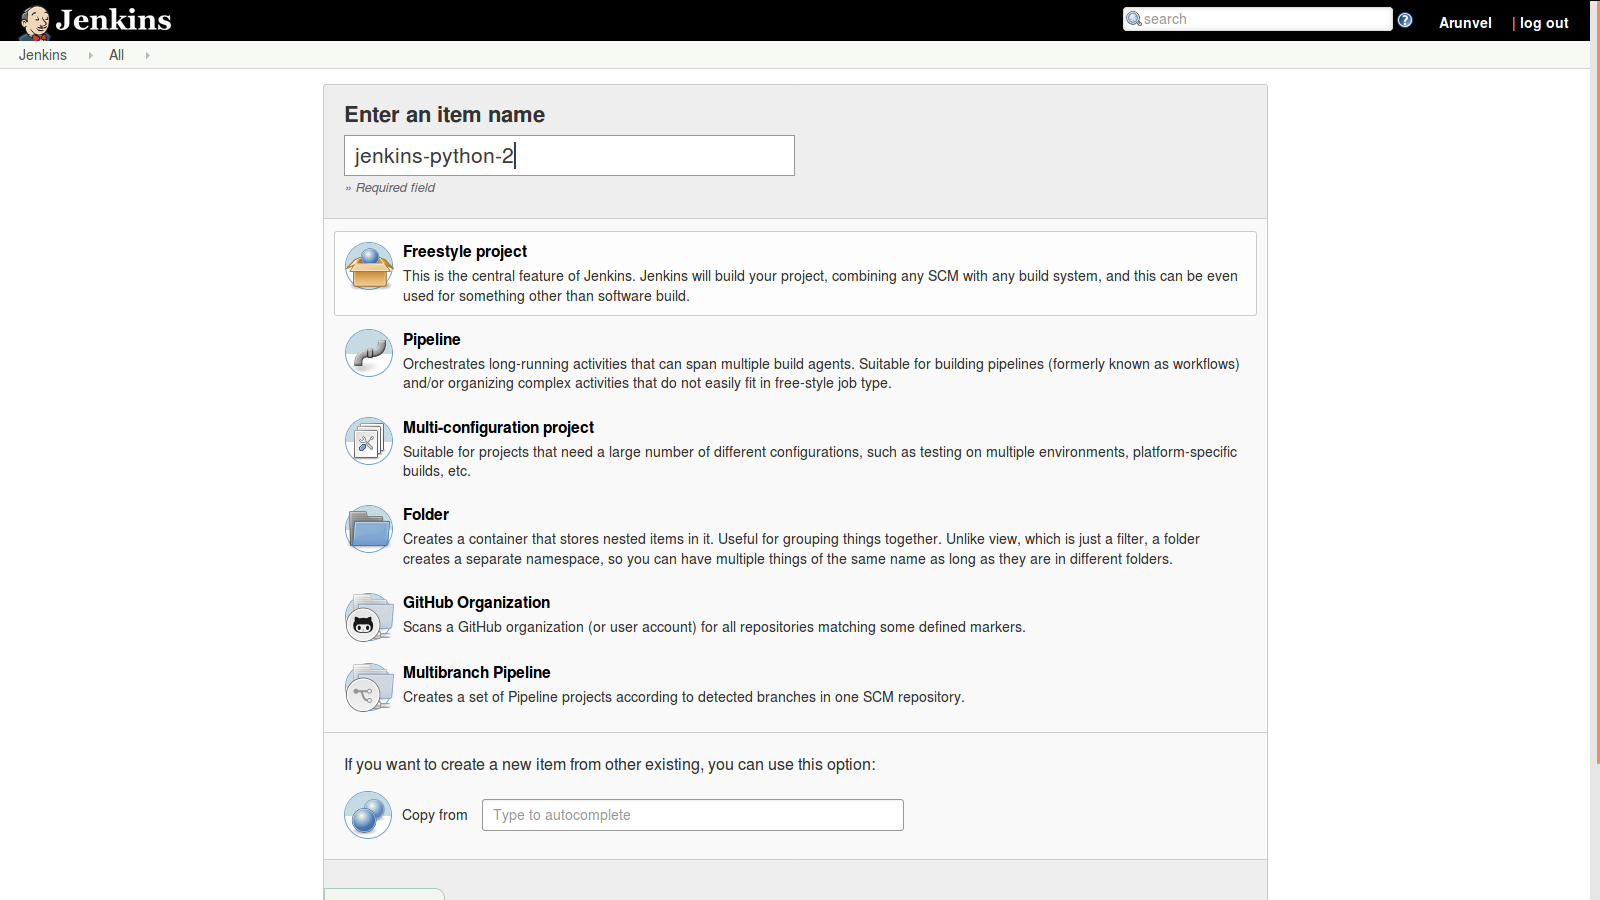 Jenkins
search
?
Arunvel
| log out
Jenkins
All
Enter an item name
jenkins-python-2
» Required field
Freestyle project
This is the central feature of Jenkins. Jenkins will build your project, combining any SCM with any build system, and this can be even
used for something other than software build.
Pipeline
Orchestrates long-running activities that can span multiple build agents. Suitable for building pipelines (formerly known as workflows)
and/or organizing complex activities that do not easily fit in free-style job type.
Multi-configuration project
Suitable for projects that need a large number of different configurations, such as testing on multiple environments, platform-specific
builds, etc.
Folder
Creates a container that stores nested items in it. Useful for grouping things together. Unlike view, which is just a filter, a folder
creates a separate namespace, so you can have multiple things of the same name as long as they are in different folders.
GitHub Organization
Scans a GitHub organization (or user account) for all repositories matching some defined markers.
Multibranch Pipeline
Creates a set of Pipeline projects according to detected branches in one SCM repository.
If you want to create a new item from other existing, you can use this option:
Copy from
Type to autocomplete